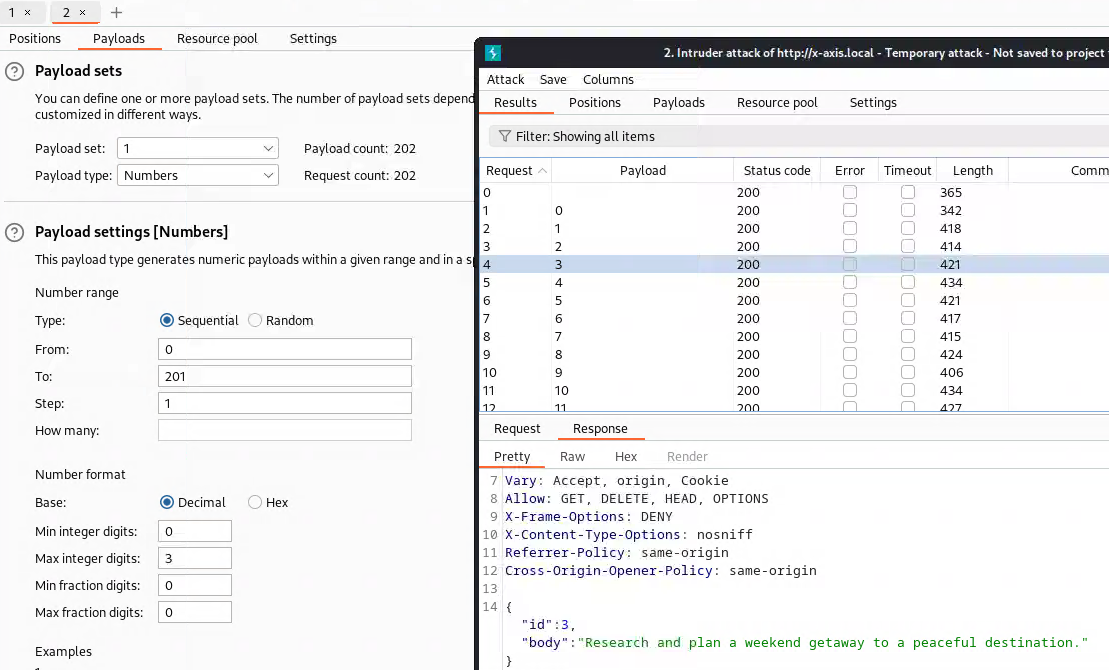 1 × 2 × +
Positions Payloads Resource pool Settings
? Payload sets
You can define one or more payload sets. The number of payload sets depend
customized in different ways.
Payload set: 1 Payload count: 202
Payload type: Numbers Request count: 202
? Payload settings [Numbers]
This payload type generates numeric payloads within a given range and in a sp
Number range
Type: Sequential Random
From: 0
To: 201
Step: 1
How many:
Number format
Base: Decimal Hex
Min integer digits: 0
Max integer digits: 3
Min fraction digits: 0
Max fraction digits: 0
Examples
2. Intruder attack of http://x-axis.local - Temporary attack - Not saved to project
Attack Save Columns
Results Positions Payloads Resource pool Settings
Filter: Showing all items
Request Payload Status code Error Timeout Length Comm
0 200 365
1 0 200 342
2 1 200 418
3 2 200 414
4 3 200 421
5 4 200 434
6 5 200 421
7 6 200 417
8 7 200 415
9 8 200 424
10 9 200 406
11 10 200 434
12 11 200 427
Request Response
Pretty Raw Hex Render
7 Vary: Accept, origin, Cookie
8 Allow: GET, DELETE, HEAD, OPTIONS
9 X-Frame-Options: DENY
10 X-Content-Type-Options: nosniff
11 Referrer-Policy: same-origin
12 Cross-Origin-Opener-Policy: same-origin
13
14 {
"id":3,
"body":"Research and plan a weekend getaway to a peaceful destination."
}